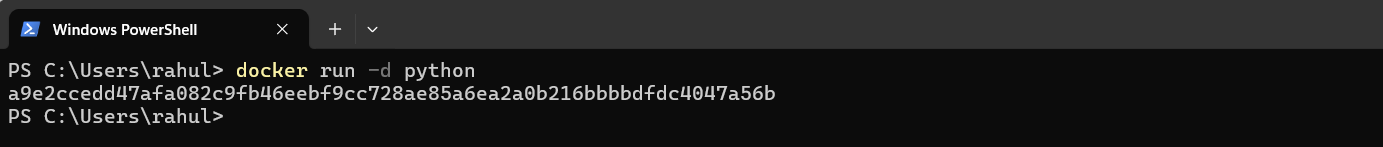 Windows PowerShell
PS C:\Users\rahul> docker run -d python
a9e2ccedd47afa082c9fb46eebf9cc728ae85a6ea2a0b216bbbbdfdc4047a56b
PS C:\Users\rahul>